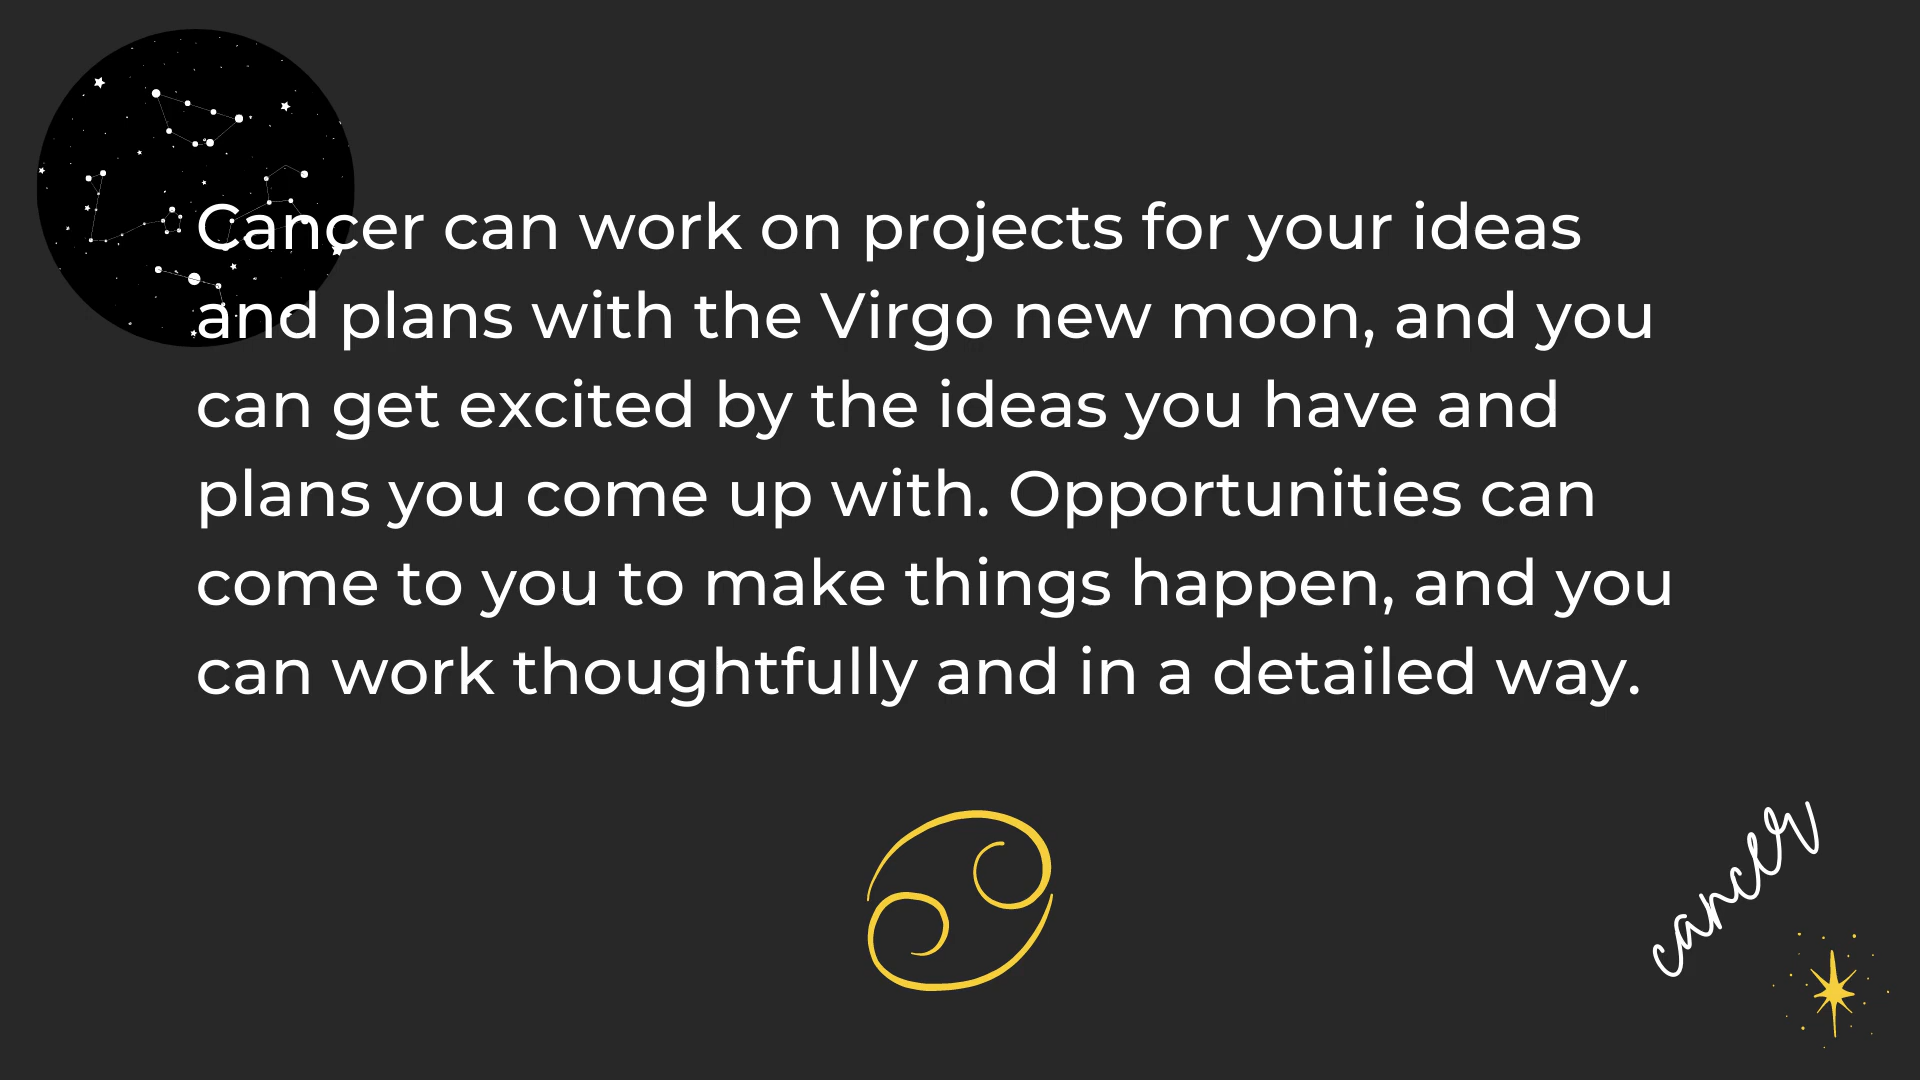 Cancer can work on projects for your ideas
and plans with the Virgo new moon, and you
can get excited by the ideas you have and
plans you come up with. Opportunities can
come to you to make things happen, and you
can work thoughtfully and in a detailed way.
cancer